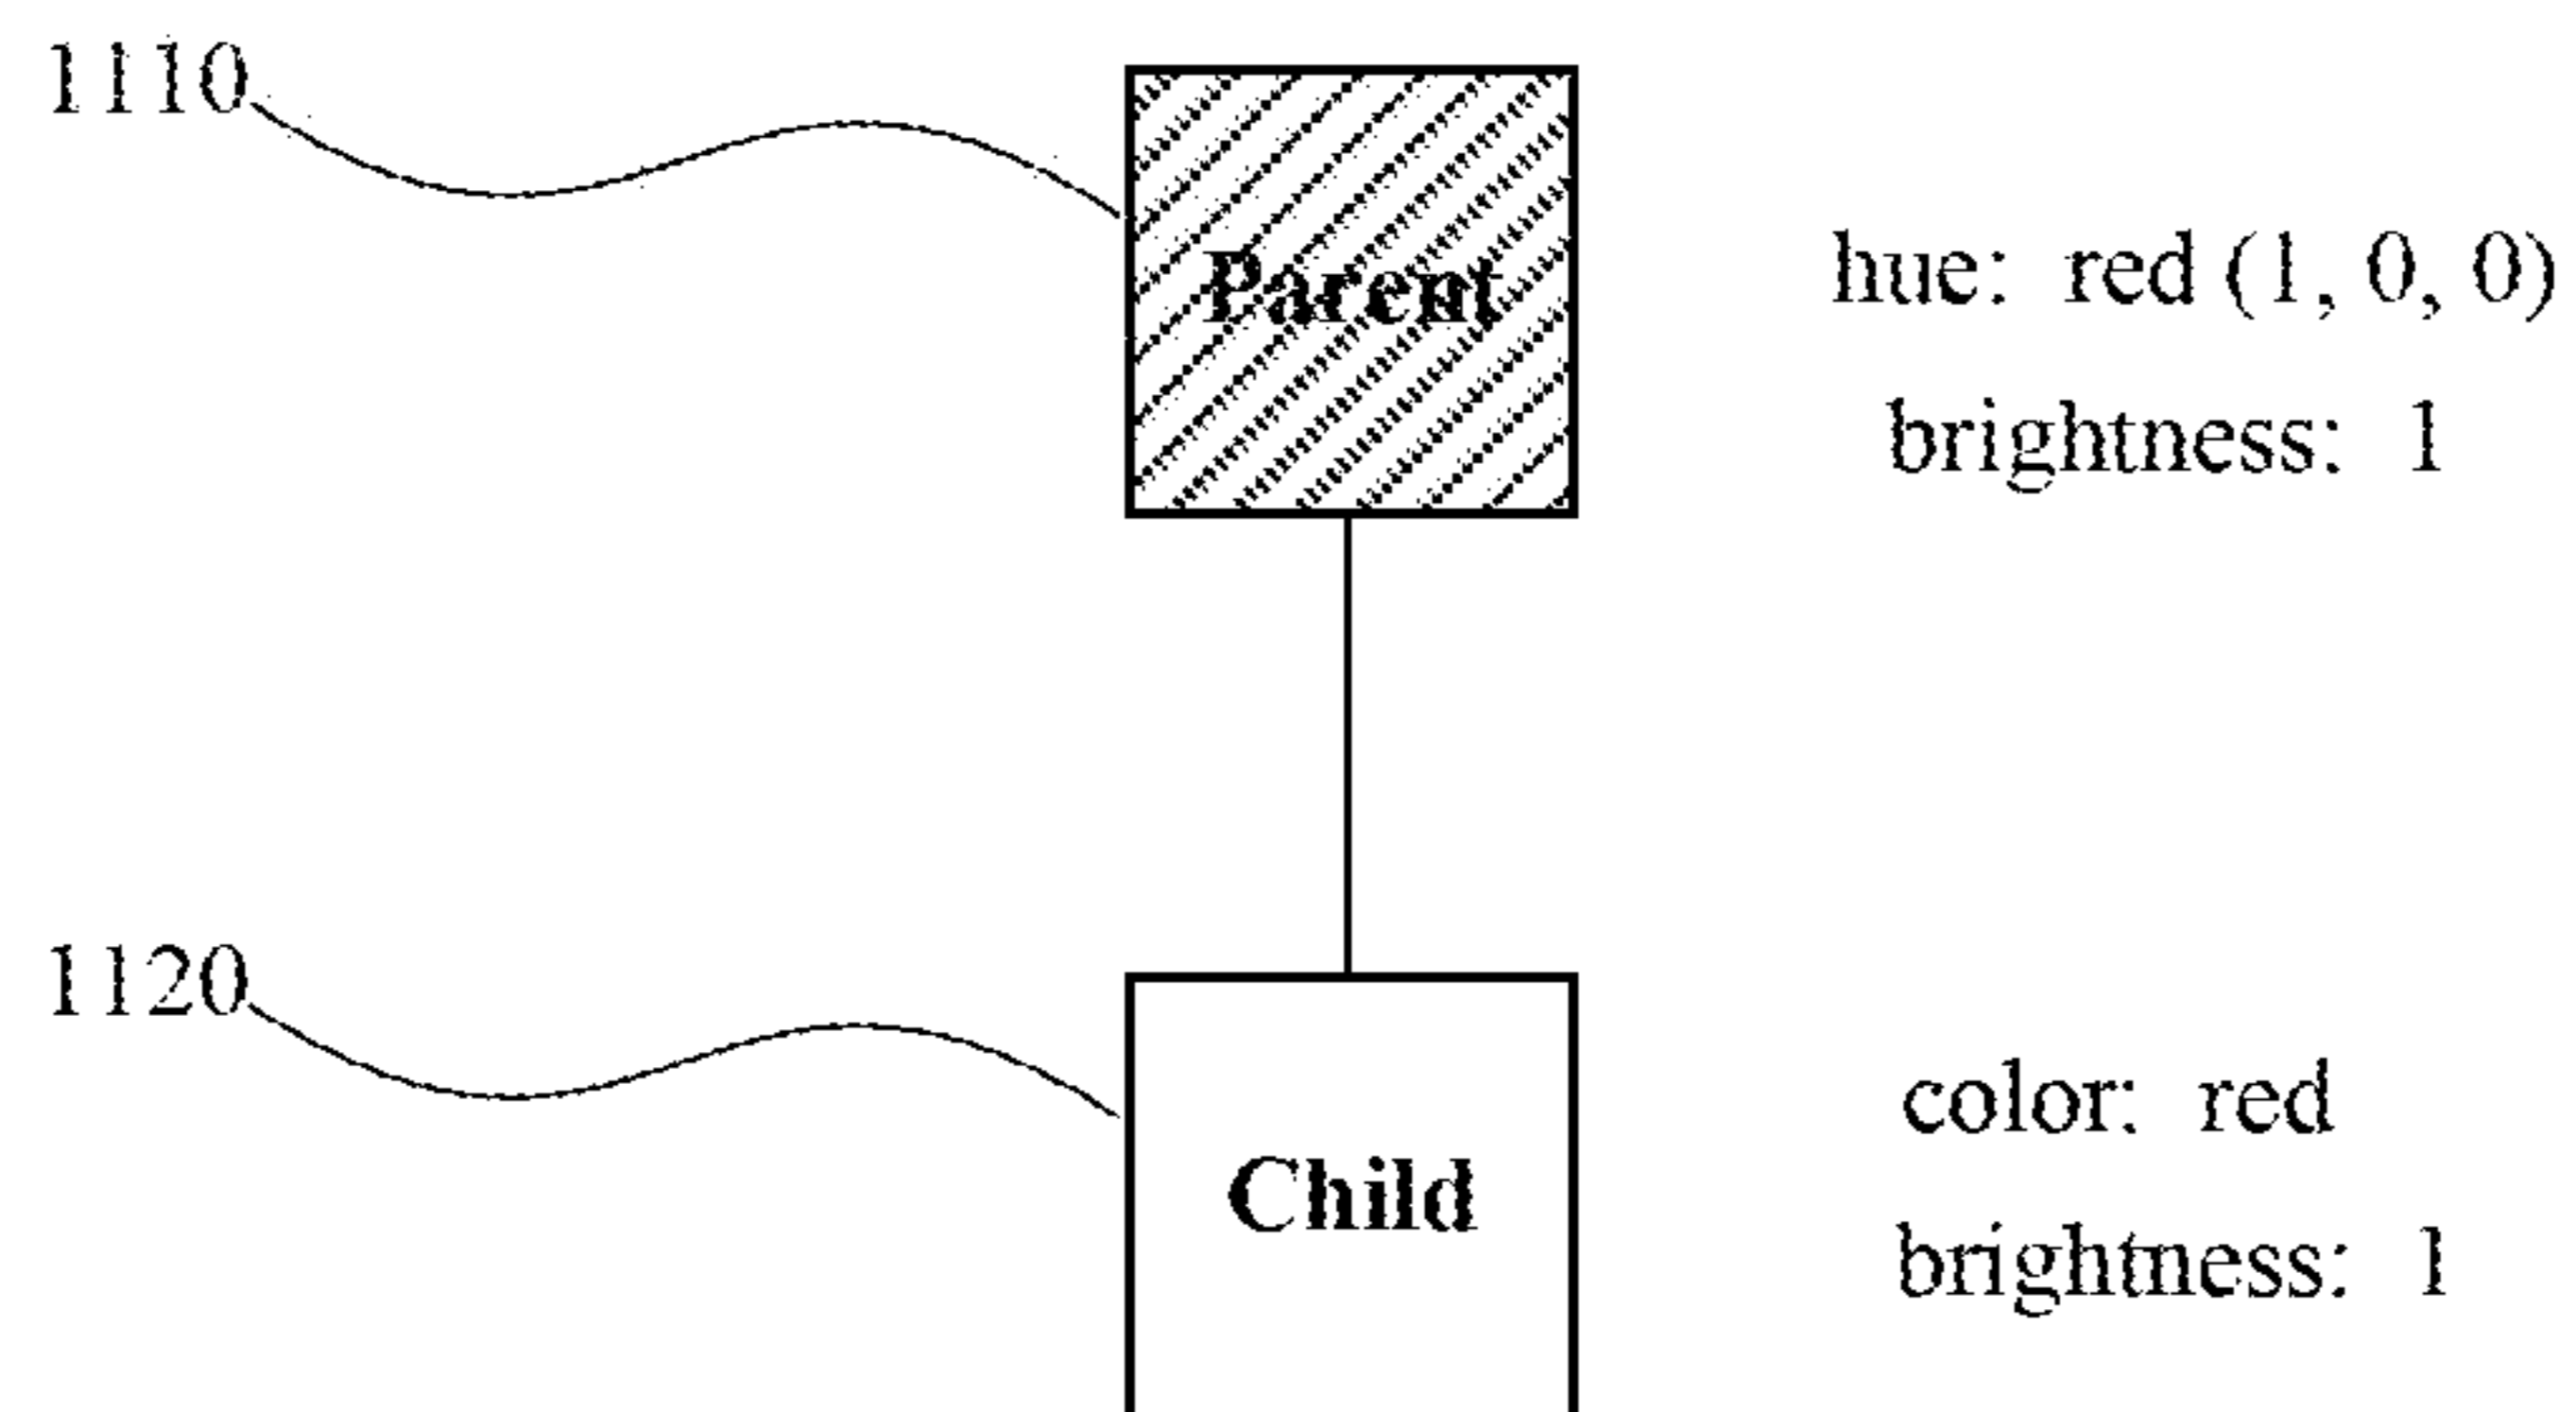 1110
Parent
hue: red (1, 0, 0)
brightness: 1
1120
color: red
Child
brightness: 1